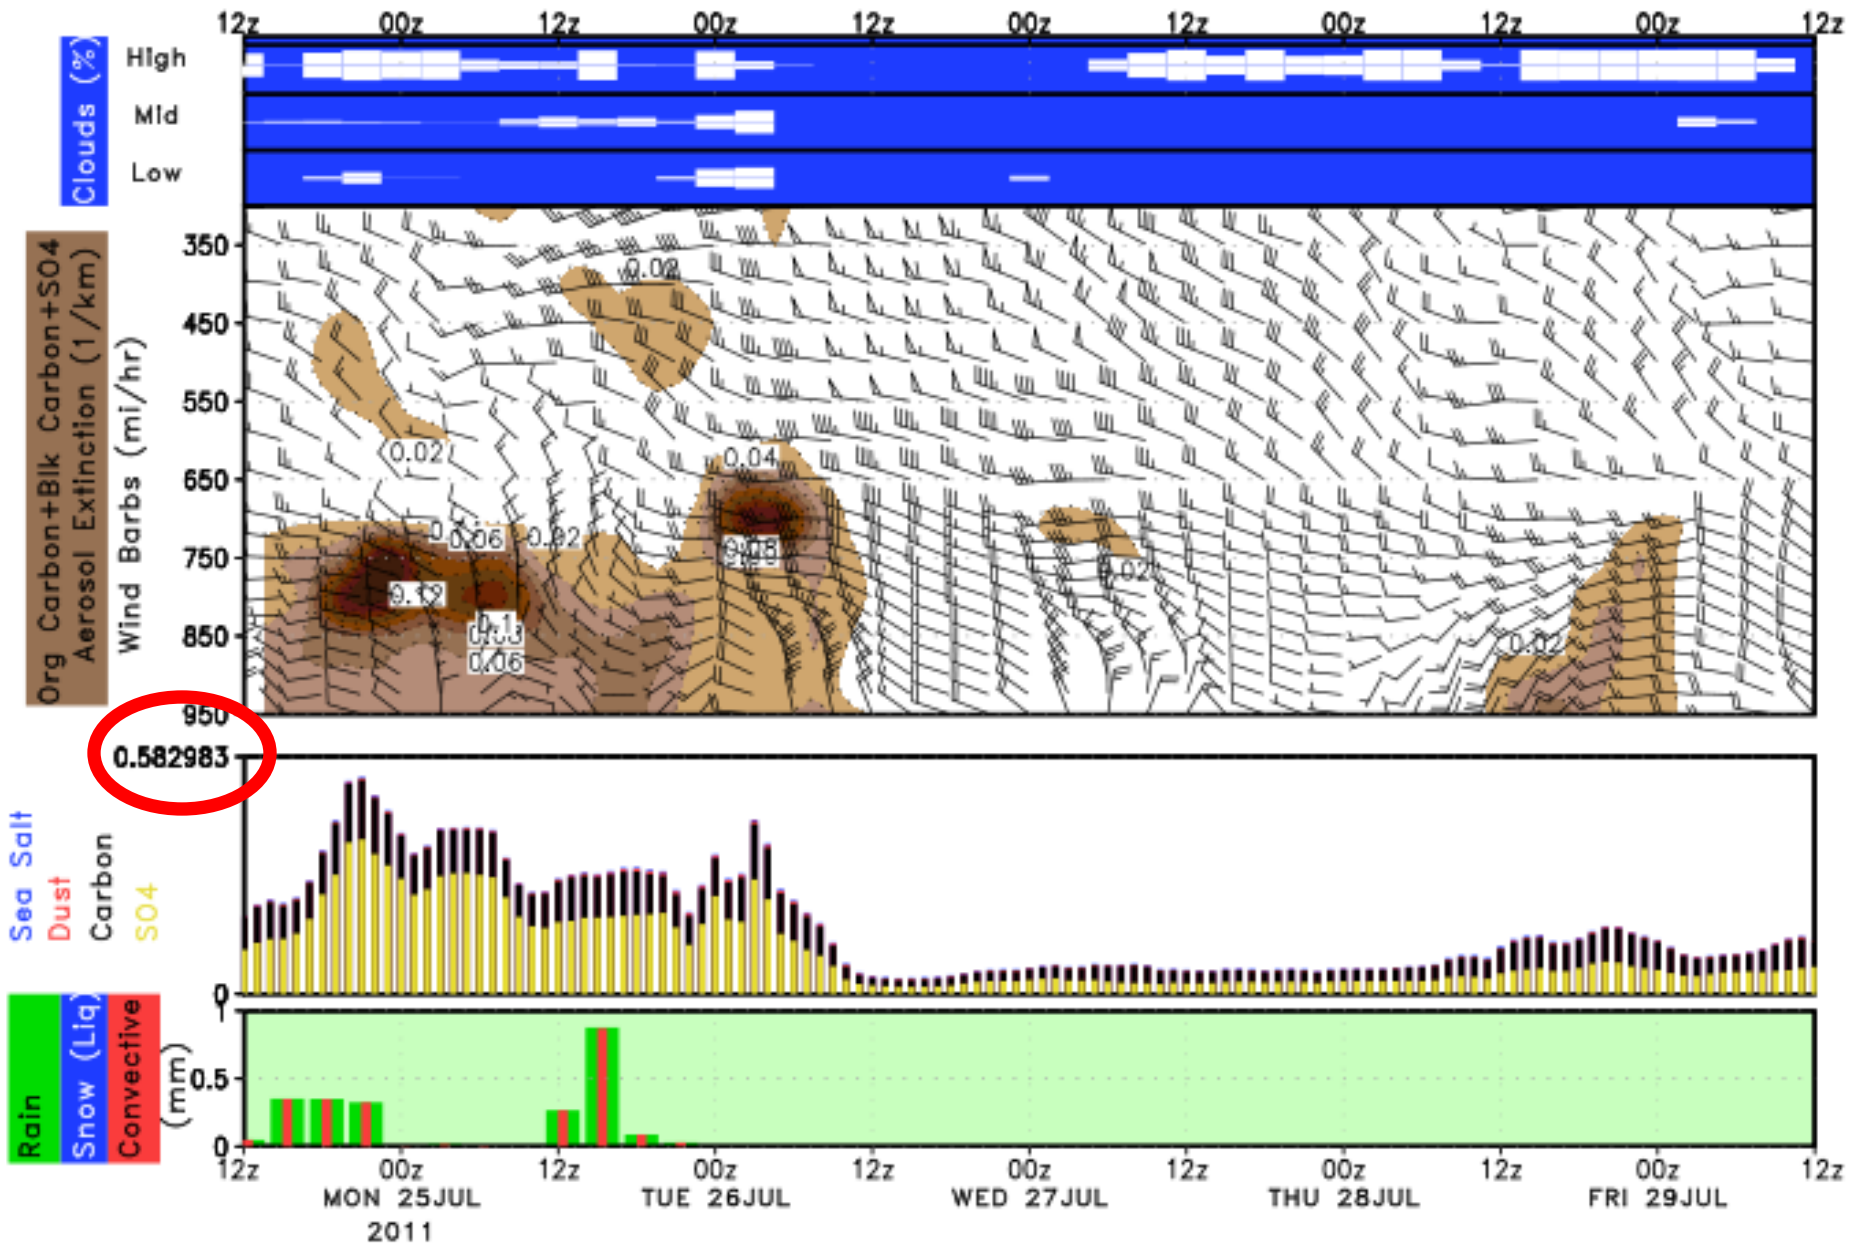 12z 00z 12z 00z 12z 00z 12z 00z 12z 00z 12z
Clouds (%)
High
Mid
Low
Org Carbon+Blk Carbon+SO4
Aerosol Extinction (1/km)
Wind Barbs (mi/hr)
350
450
550
650
750
850
950
0.02
0.02
0.04
0.06
0.02
0.08
0.12
0.02
0.1
0.06
0.02
0.582983
0
Sea Salt
Dust
Carbon
SO4
Rain
Snow (Liq)
Convective
(mm)
1
0.5
0
12z 00z 12z 00z 12z 00z 12z 00z 12z 00z 12z
MON 25JUL TUE 26JUL WED 27JUL THU 28JUL FRI 29JUL
2011